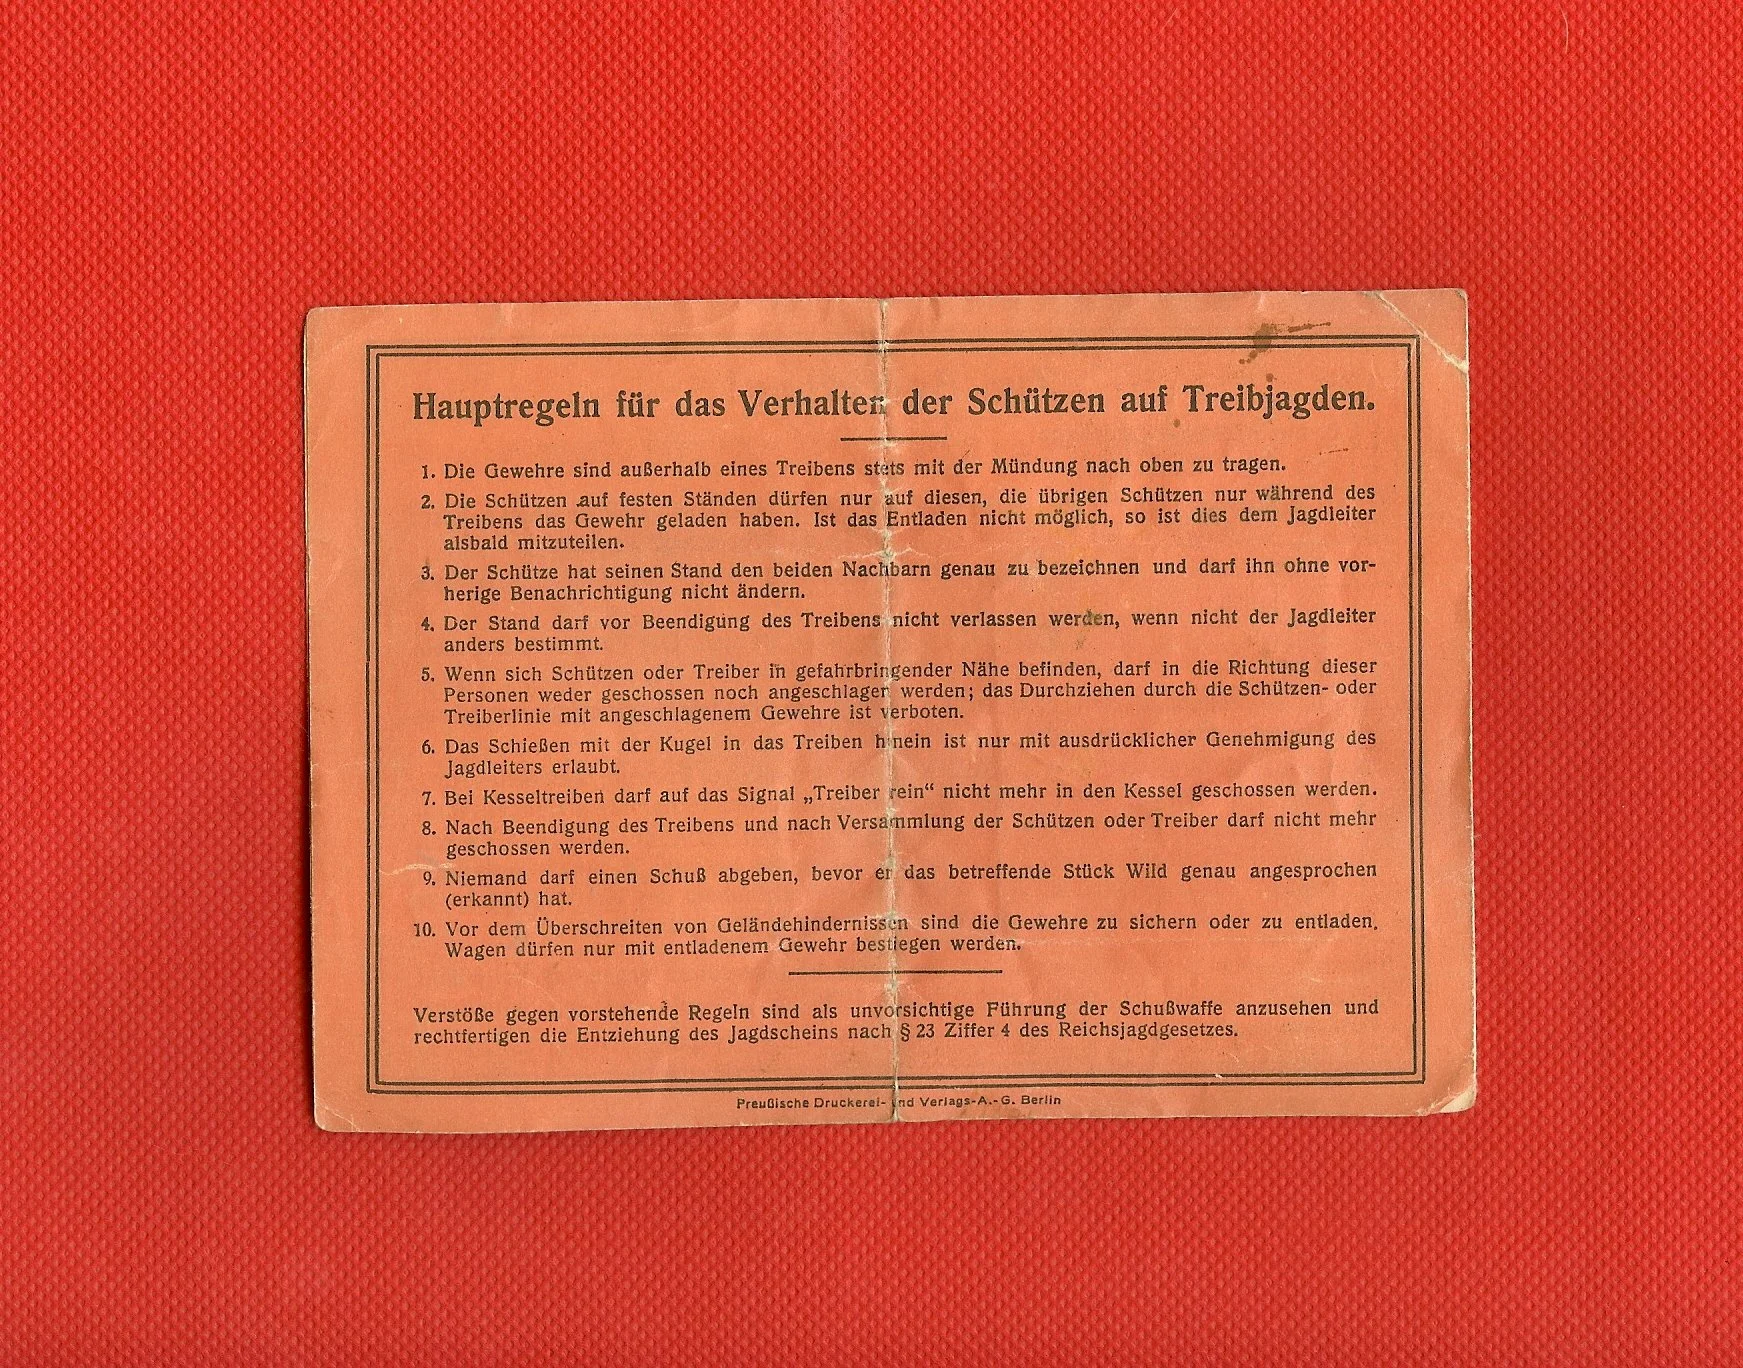 Hauptregeln für das Verhalten der Schützen auf Treibjagden.
1. Die Gewehre sind außerhalb eines Treibens stets mit der Mündung nach oben zu tragen.
2. Die Schützen auf festen Ständen dürfen nur auf diesen, die übrigen Schützen nur während des
Treibens das Gewehr geladen haben. Ist das Entladen nicht möglich, so ist dies dem Jagdleiter
alsbald mitzuteilen.
3. Der Schütze hat seinen Stand den beiden Nachbarn genau zu bezeichnen und darf ihn ohne vor-
herige Benachrichtigung nicht ändern.
4. Der Stand darf vor Beendigung des Treibens nicht verlassen werden, wenn nicht der Jagdleiter
anders bestimmt.
5. Wenn sich Schützen oder Treiber in gefahrbringender Nähe befinden, darf in die Richtung dieser
Personen weder geschossen noch angeschlagen werden; das Durchziehen durch die Schützen- oder
Treiberlinie mit angeschlagenem Gewehre ist verboten.
6. Das Schießen mit der Kugel in das Treiben hinein ist nur mit ausdrücklicher Genehmigung des
Jagdleiters erlaubt.
7. Bei Kesseltreiben darf auf das Signal „Treiber rein“ nicht mehr in den Kessel geschossen werden.
8. Nach Beendigung des Treibens und nach Versammlung der Schützen oder Treiber darf nicht mehr
geschossen werden.
9. Niemand darf einen Schuß abgeben, bevor er das betreffende Stück Wild genau angesprochen
(erkannt) hat.
10. Vor dem Überschreiten von Geländehindernissen sind die Gewehre zu sichern oder zu entladen.
Wagen dürfen nur mit entladenem Gewehr bestiegen werden.
Verstöße gegen vorstehende Regeln sind als unvorsichtige Führung der Schußwaffe anzusehen und
rechtfertigen die Entziehung des Jagdscheins nach § 23 Ziffer 4 des Reichsjagdgesetzes.
Preußische Druckerei- und Verlags-A.-G. Berlin